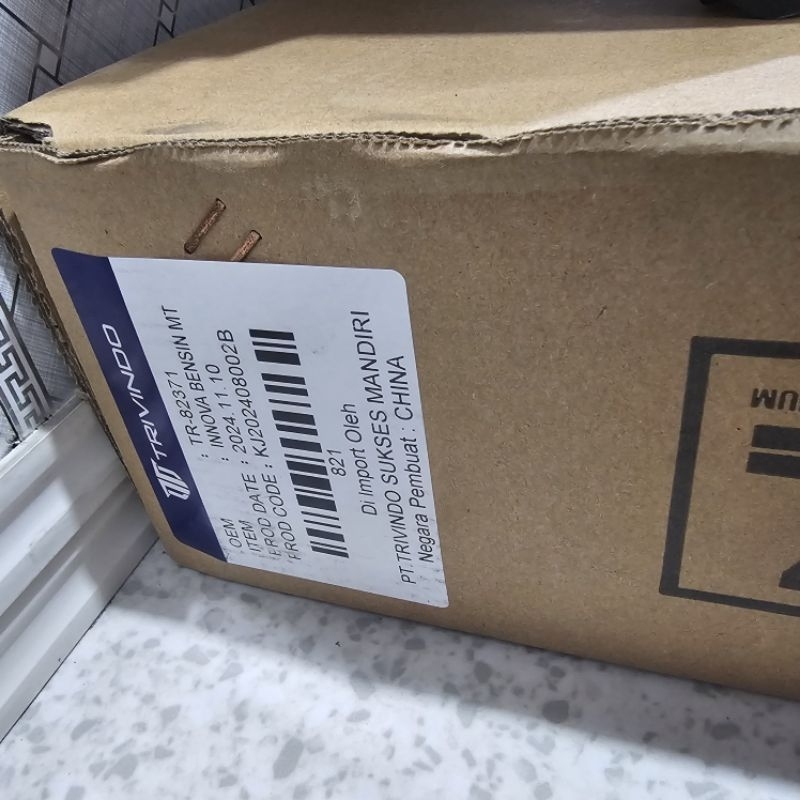 TRIVINDO
OEM : TR-82371
ITEM : INNOVA BENSIN MT
PROD DATE : 2024.11.10
PROD CODE : KJ202408002B
821
Di Import Oleh
PT.TRIVINDO SUKSES MANDIRI
Negara Pembuat : CHINA